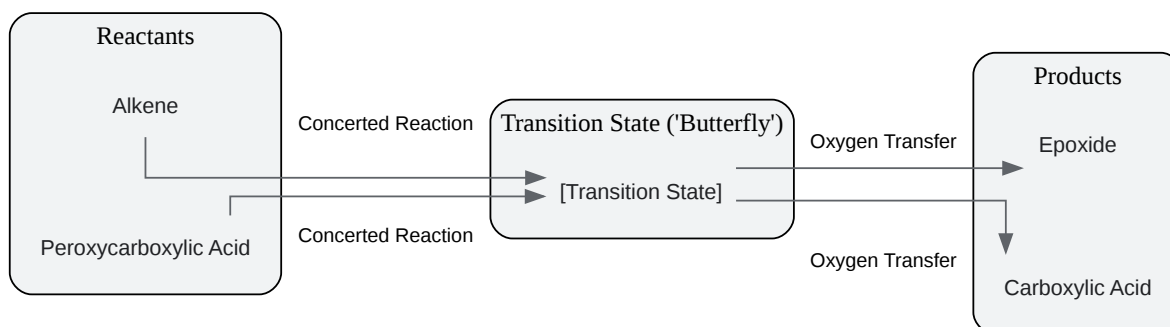 Reactants
Alkene
Peroxycarboxylic Acid
Concerted Reaction
Concerted Reaction
Transition State ('Butterfly')
[Transition State]
Oxygen Transfer
Oxygen Transfer
Products
Epoxide
Carboxylic Acid